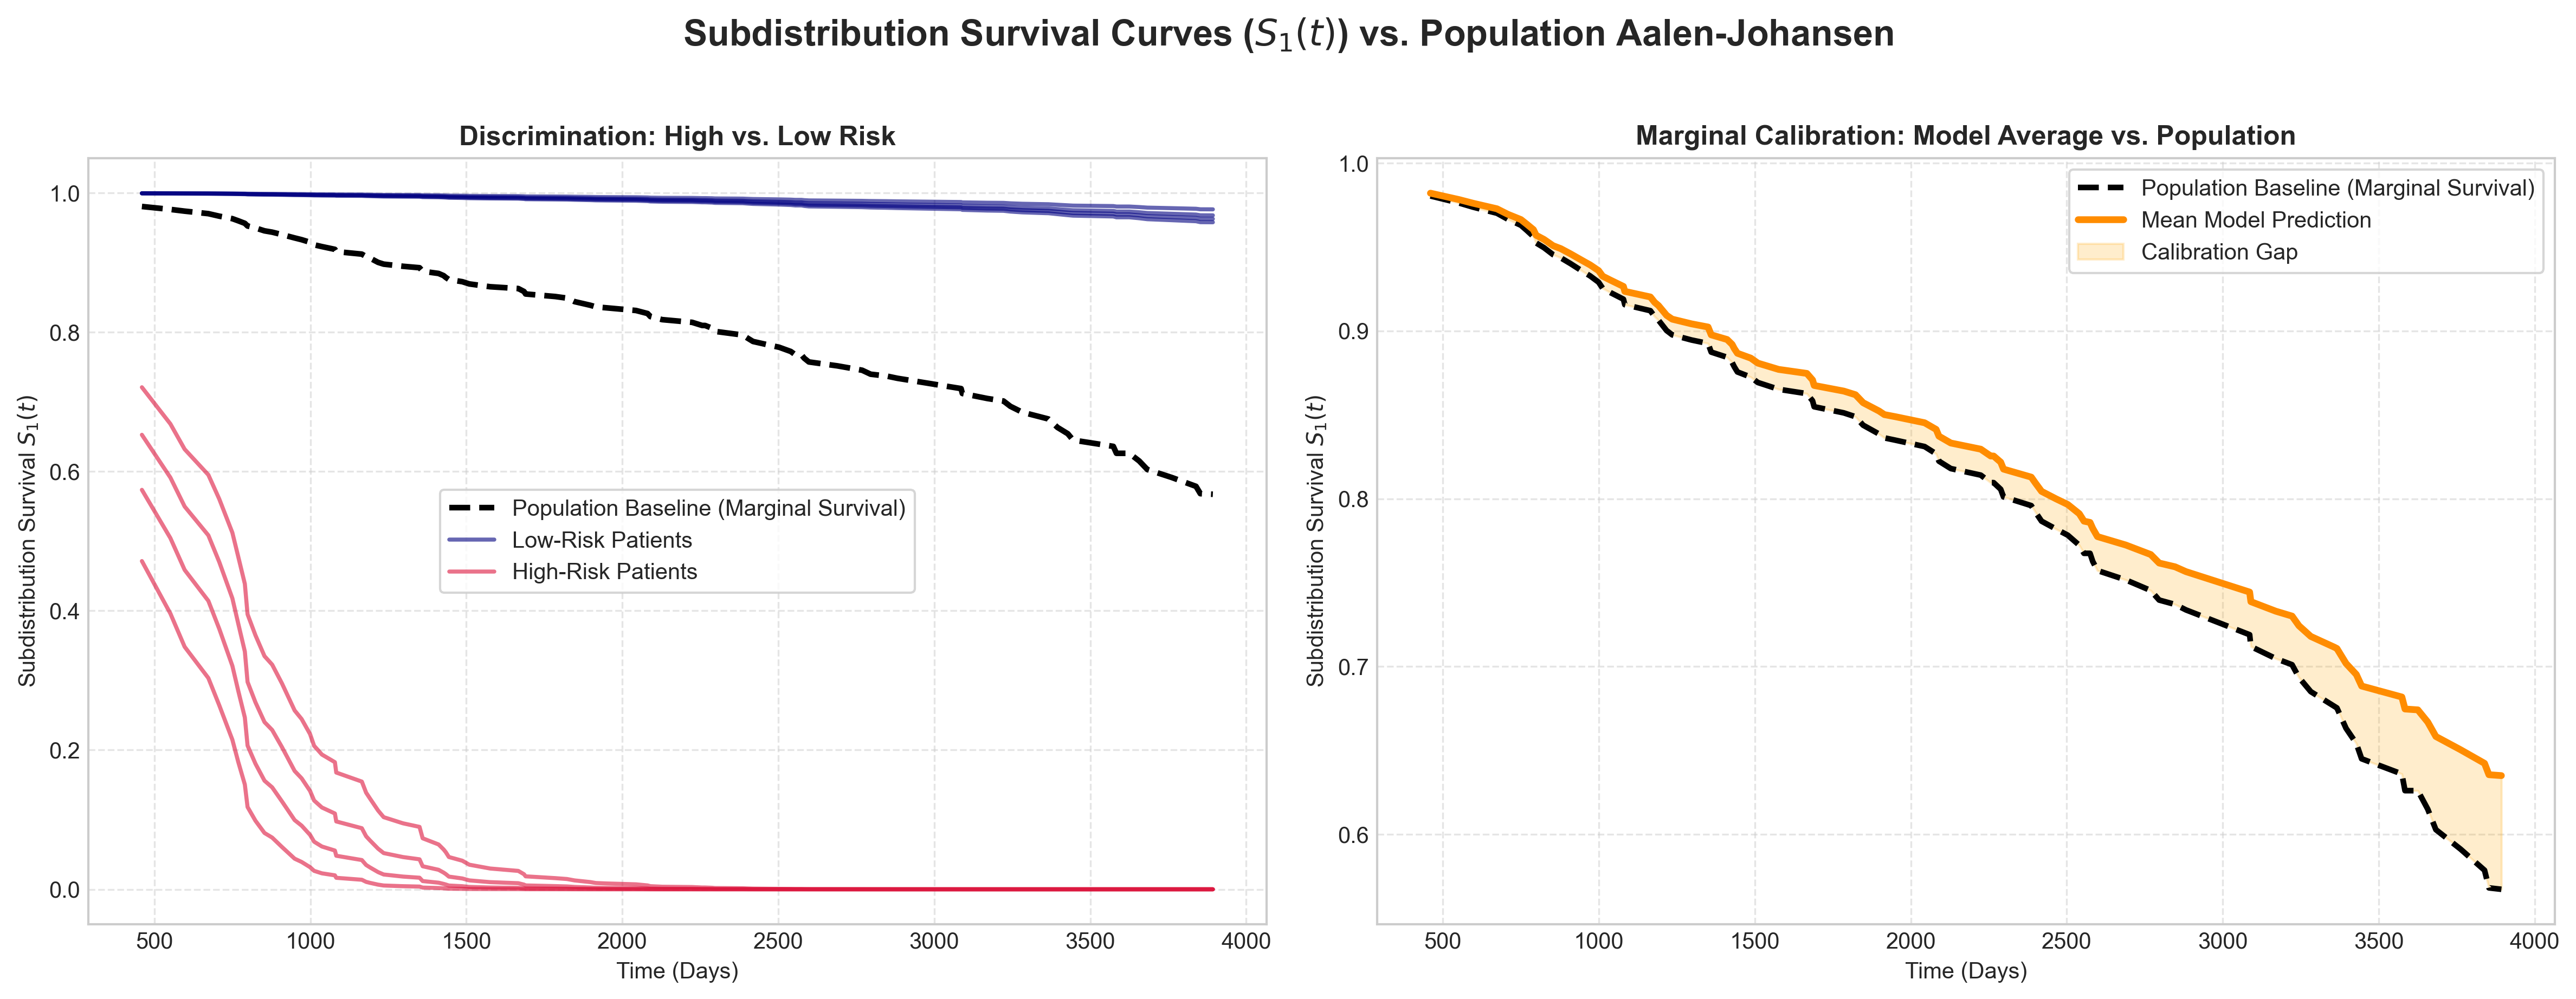 Subdistribution Survival Curves (S₁(t)) vs. Population Aalen-Johansen
Discrimination: High vs. Low Risk
Subdistribution Survival S₁(t)
1.0
0.8
0.6
0.4
0.2
0.0
Population Baseline (Marginal Survival)
Low-Risk Patients
High-Risk Patients
500 1000 1500 2000 2500 3000 3500 4000
Time (Days)
Marginal Calibration: Model Average vs. Population
Subdistribution Survival S₁(t)
1.0
0.9
0.8
0.7
0.6
Population Baseline (Marginal Survival)
Mean Model Prediction
Calibration Gap
500 1000 1500 2000 2500 3000 3500 4000
Time (Days)